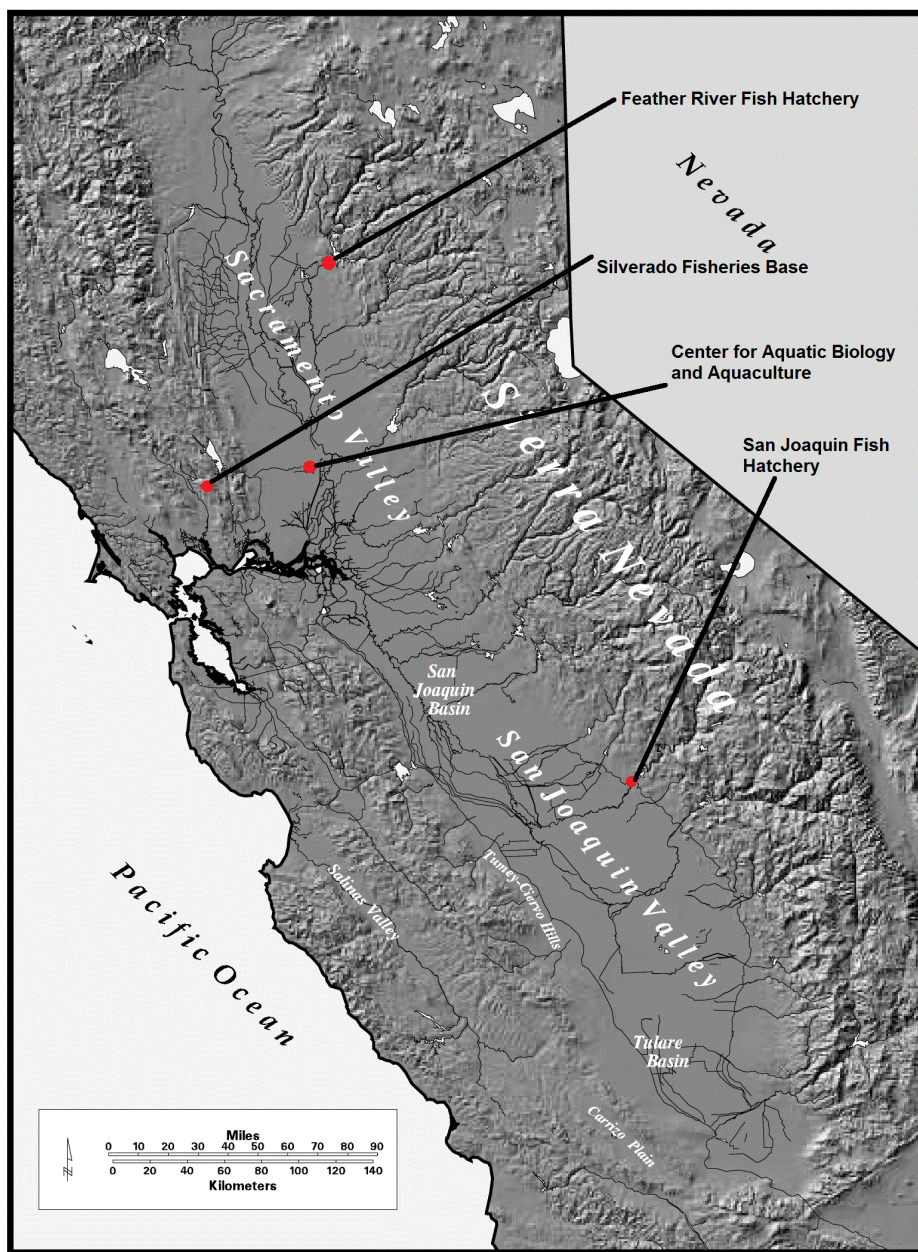 Feather River Fish Hatchery
Nevada
Silverado Fisheries Base
Sacramento Valley
Center for Aquatic Biology
and Aquaculture
Sierra Nevada
San Joaquin Fish
Hatchery
San
Joaquin
Basin
San Joaquin Valley
Tumey-Ciervo Hills
Salinas Valley
Pacific Ocean
Tulare
Basin
Carrizo Plain
Miles
0 10 20 30 40 50 60 70 80 90
0 20 40 60 80 100 120 140
Kilometers
N